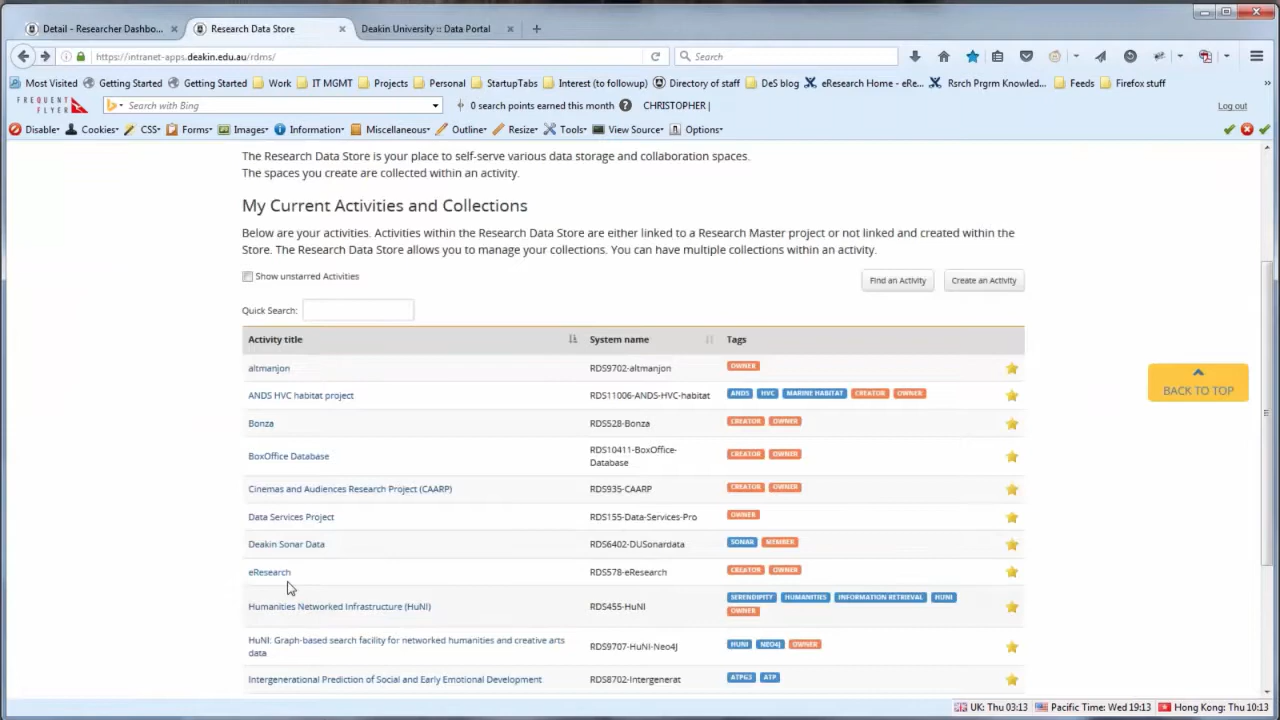 Detail - Researcher Dashbo...
Research Data Store
Deakin University :: Data Portal
https://intranet-apps.deakin.edu.au/rdms/
Search
Most Visited Getting Started Getting Started Work IT MGMT Projects Personal StartupTabs Interest (to followup) Directory of staff DeS blog eResearch Home - eRe... Rsrch Prgrm Knowled... Feeds Firefox stuff
FREQUENT FLYER Search with Bing 0 search points earned this month CHRISTOPHER | Log out
Disable Cookies CSS Forms Images Information Miscellaneous Outline Resize Tools View Source Options
The Research Data Store is your place to self-serve various data storage and collaboration spaces.
The spaces you create are collected within an activity.
My Current Activities and Collections
Below are your activities. Activities within the Research Data Store are either linked to a Research Master project or not linked and created within the
Store. The Research Data Store allows you to manage your collections. You can have multiple collections within an activity.
Show unstarred Activities
Find an Activity Create an Activity
Quick Search:
Activity title System name Tags
altmanjon RDS9702-altmanjon OWNER
ANDS HVC habitat project RDS11006-ANDS-HVC-habitat ANDS HVC MARINE HABITAT CREATOR OWNER
Bonza RDS528-Bonza CREATOR OWNER
BoxOffice Database RDS10411-BoxOffice-
Database CREATOR OWNER
Cinemas and Audiences Research Project (CAARP) RDS935-CAARP CREATOR OWNER
Data Services Project RDS155-Data-Services-Pro OWNER
Deakin Sonar Data RDS6402-DUSonardata SONAR MEMBER
eResearch RDS578-eResearch CREATOR OWNER
Humanities Networked Infrastructure (HuNI) RDS455-HuNI SERENDIPITY HUMANITIES INFORMATION RETRIEVAL HUNI
OWNER
HuNI: Graph-based search facility for networked humanities and creative arts
data RDS9707-HuNI-Neo4J HUNI NEO4J OWNER
Intergenerational Prediction of Social and Early Emotional Development RDS8702-Intergenerat ATPG3 ATP
BACK TO TOP
UK: Thu 03:13 Pacific Time: Wed 19:13 Hong Kong: Thu 10:13